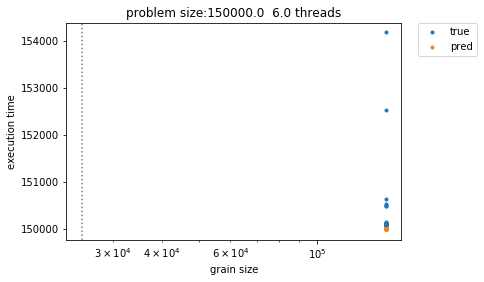 problem size:150000.0  6.0 threads
true
pred
154000
153000
152000
151000
150000
execution time
3 × 10⁴
4 × 10⁴
6 × 10⁴
10⁵
grain size